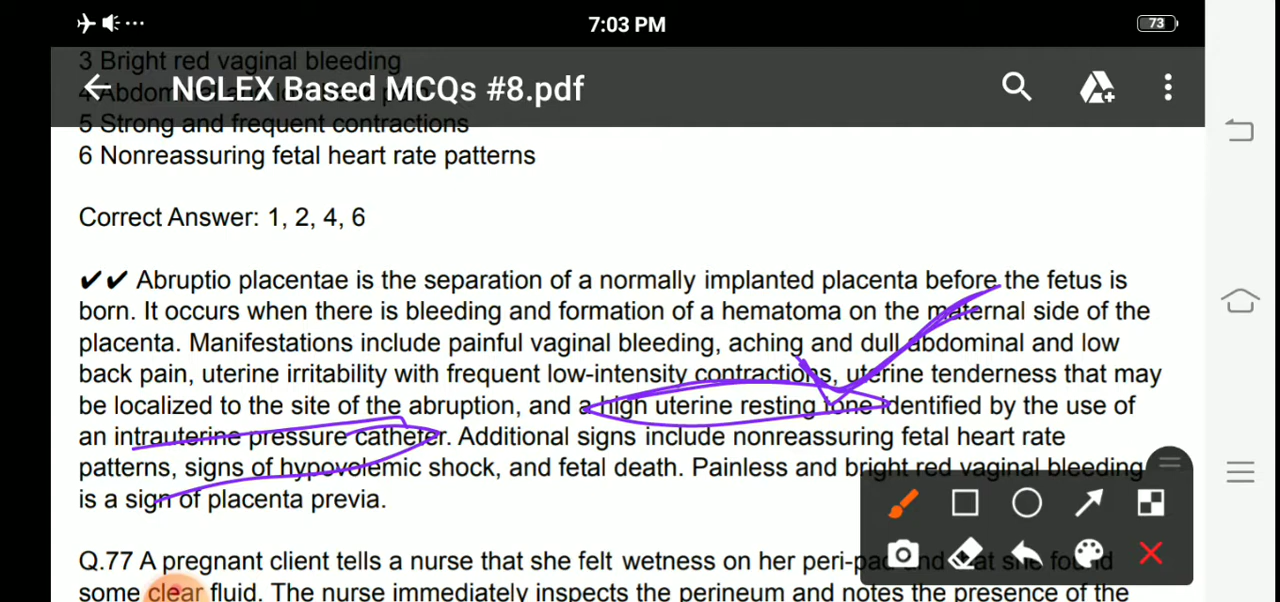 7:03 PM
73
3 Bright red vaginal bleeding
NCLEX Based MCQs #8.pdf
5 Strong and frequent contractions
6 Nonreassuring fetal heart rate patterns
Correct Answer: 1, 2, 4, 6
✔✔ Abruptio placentae is the separation of a normally implanted placenta before the fetus is
born. It occurs when there is bleeding and formation of a hematoma on the maternal side of the
placenta. Manifestations include painful vaginal bleeding, aching and dull abdominal and low
back pain, uterine irritability with frequent low-intensity contractions, uterine tenderness that may
be localized to the site of the abruption, and a high uterine resting tone identified by the use of
an intrauterine pressure catheter. Additional signs include nonreassuring fetal heart rate
patterns, signs of hypovolemic shock, and fetal death. Painless and bright red vaginal bleeding
is a sign of placenta previa.
Q.77 A pregnant client tells a nurse that she felt wetness on her peri-pad and that she found
some clear fluid. The nurse immediately inspects the perineum and notes the presence of the